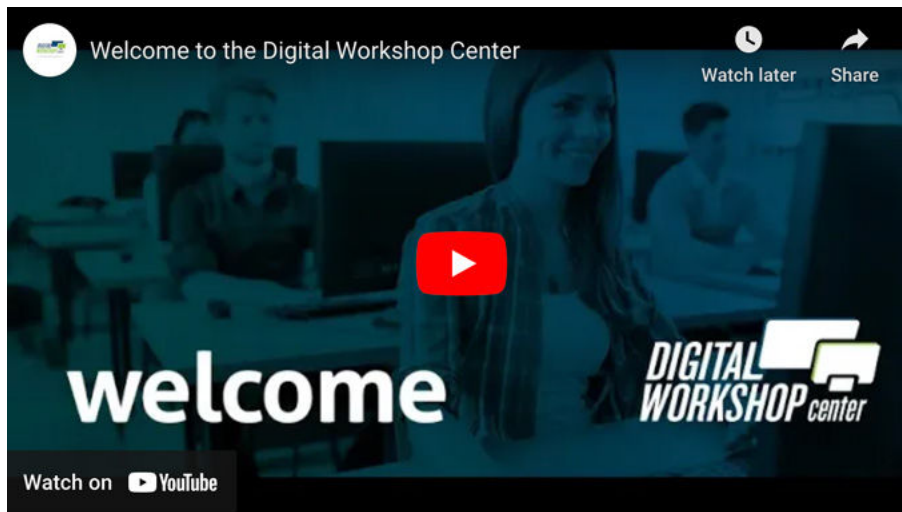 Welcome to the Digital Workshop Center
Watch later
Share
welcome
DIGITAL
WORKSHOP center
Watch on YouTube